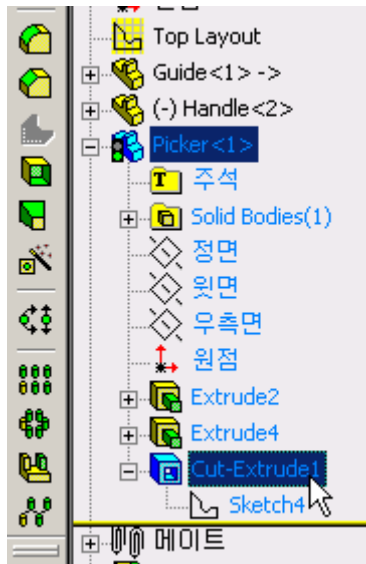 Top Layout
Guide<1> ->
(-) Handle<2>
Picker<1>
T 주석
Solid Bodies(1)
정면
윗면
우측면
원점
Extrude2
Extrude4
Cut-Extrude1
Sketch4
메이트